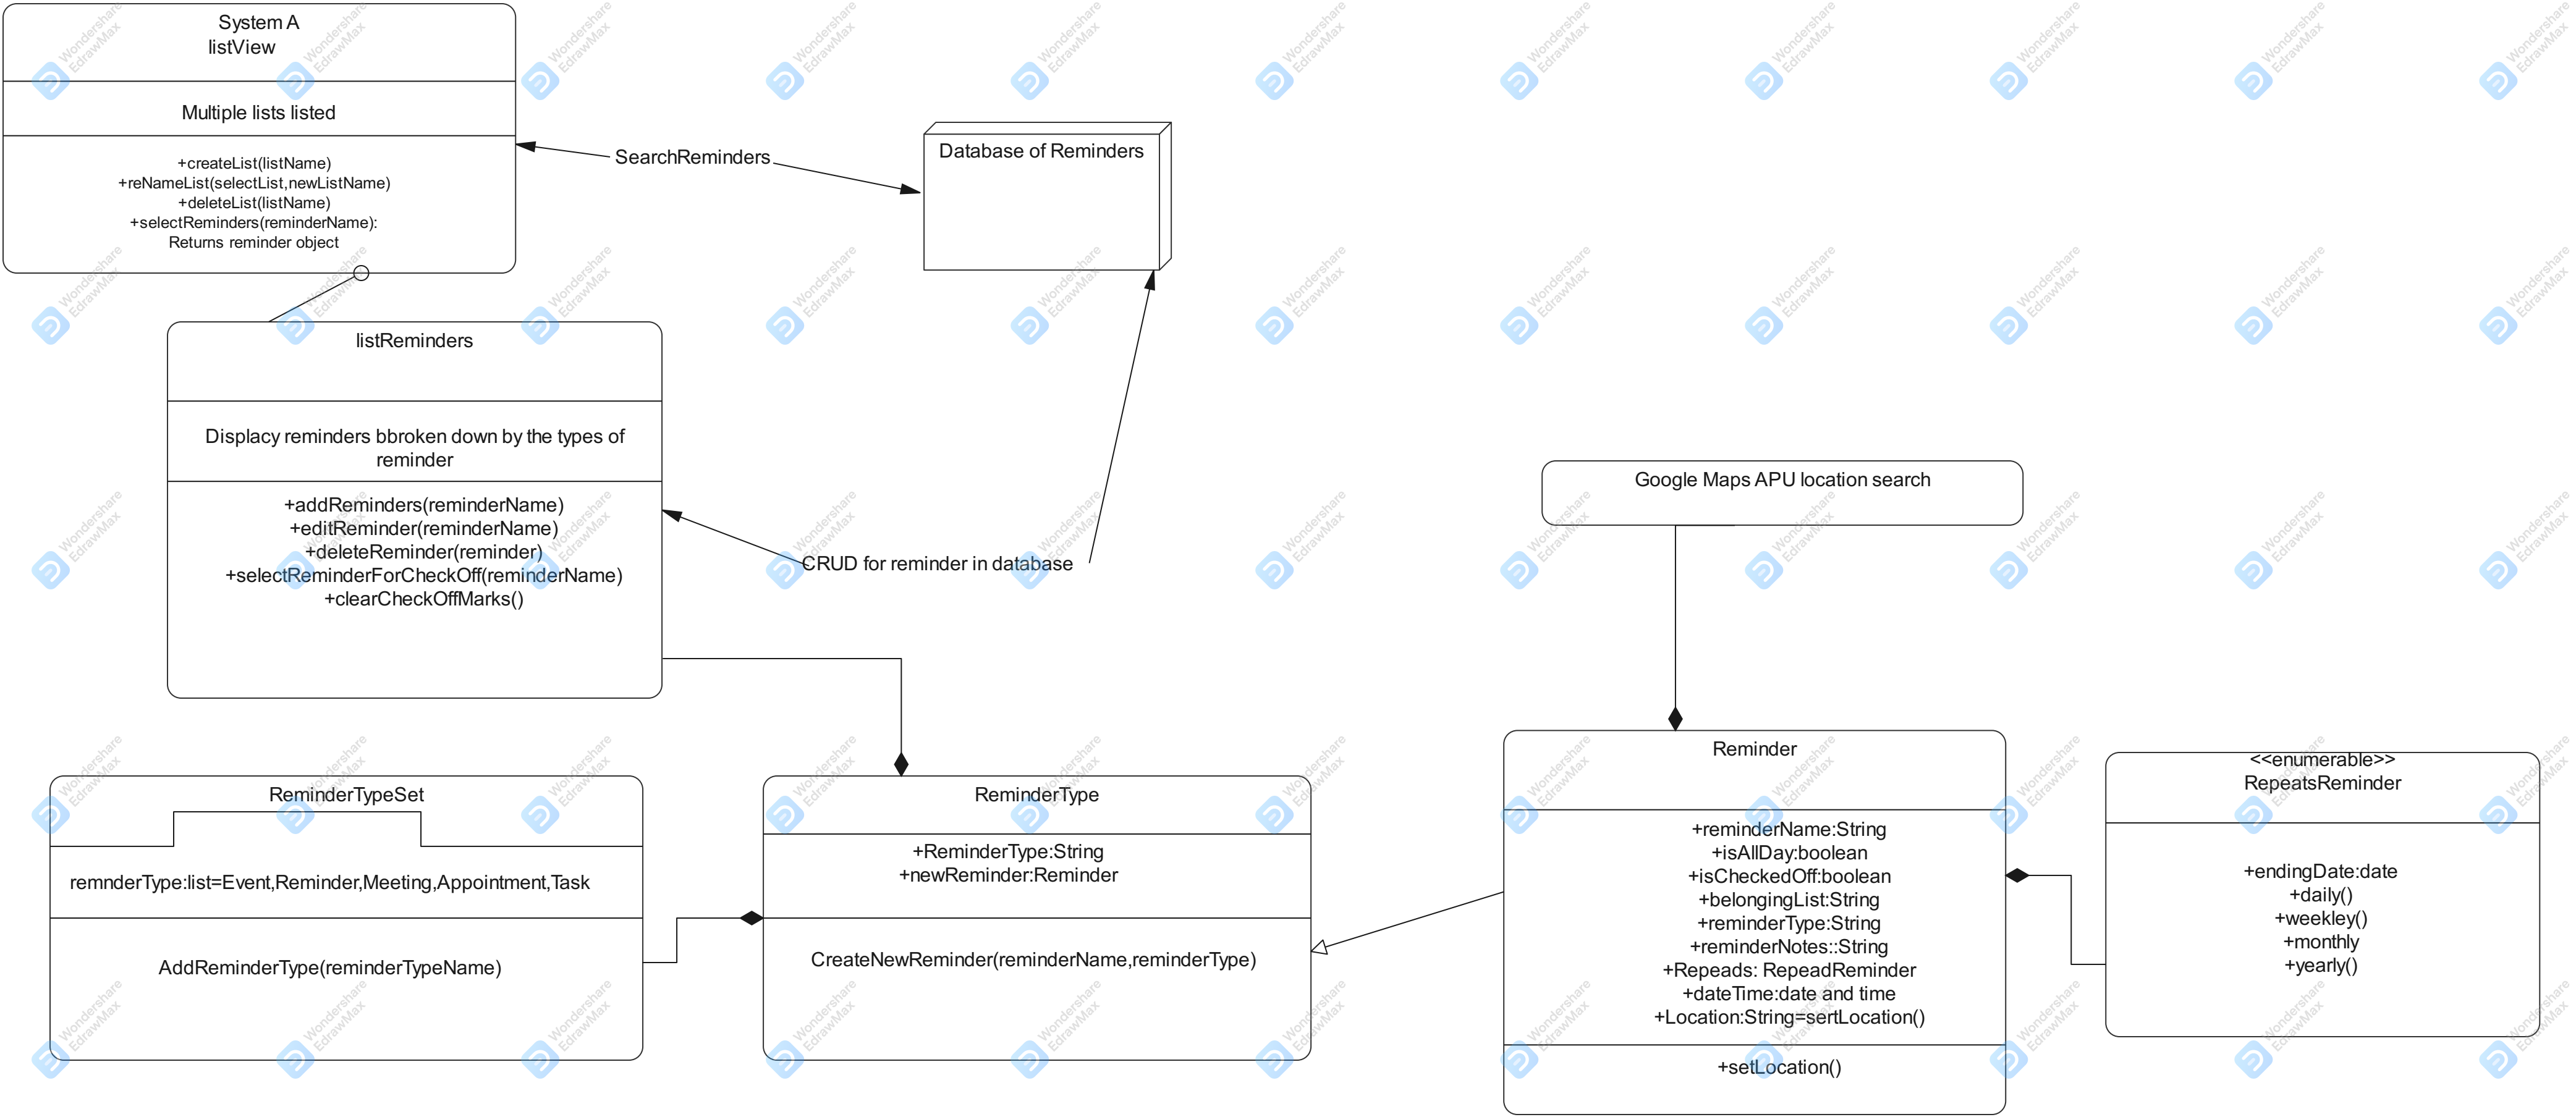 System A
listView
Multiple lists listed
+createList(listName)
+reNameList(selectList,newListName)
+deleteList(listName)
+selectReminders(reminderName):
Returns reminder object
SearchReminders
Database of Reminders
listReminders
Displacy reminders bbroken down by the types of
reminder
+addReminders(reminderName)
+editReminder(reminderName)
+deleteReminder(reminder)
+selectReminderForCheckOff(reminderName)
+clearCheckOffMarks()
CRUD for reminder in database
Google Maps APU location search
ReminderTypeSet
remnderType:list=Event,Reminder,Meeting,Appointment,Task
AddReminderType(reminderTypeName)
ReminderType
+ReminderType:String
+newReminder:Reminder
CreateNewReminder(reminderName,reminderType)
Reminder
+reminderName:String
+isAllDay:boolean
+isCheckedOff:boolean
+belongingList:String
+reminderType:String
+reminderNotes::String
+Repeads: RepeadReminder
+dateTime:date and time
+Location:String=sertLocation()
+setLocation()
<<enumerable>>
RepeatsReminder
+endingDate:date
+daily()
+weekley()
+monthly
+yearly()
Wondershare
EdrawMax